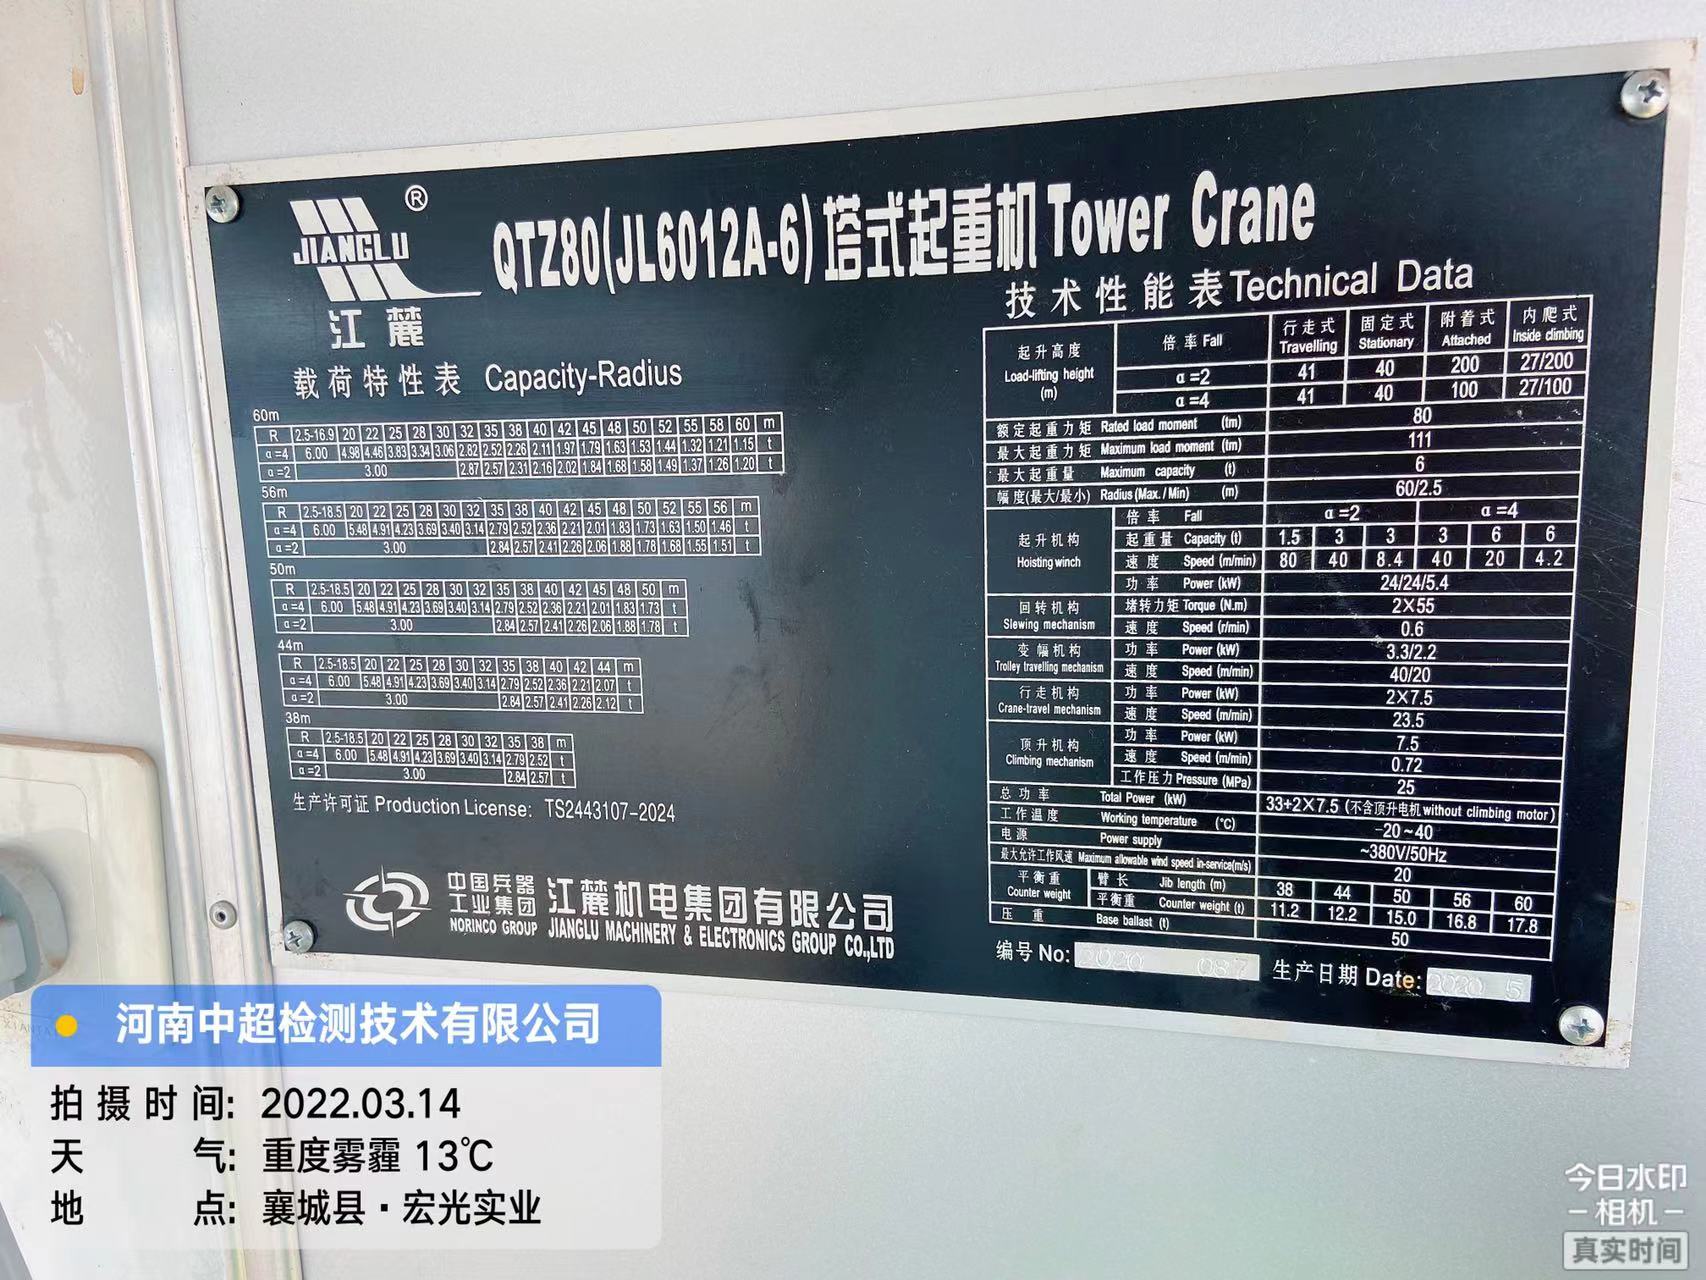 JIANGLU ®
江麓
QTZ80(JL6012A-6)塔式起重机 Tower Crane
载荷特性表 Capacity-Radius
60m
R 2.5-16.9 20 22 25 28 30 32 35 38 40 42 45 48 50 52 55 58 60 m
α=4 6.00 4.98 4.46 3.83 3.34 3.06 2.82 2.52 2.26 2.11 1.97 1.79 1.63 1.53 1.44 1.32 1.21 1.15 t
α=2 3.00 2.87 2.57 2.31 2.16 2.02 1.84 1.68 1.58 1.49 1.37 1.26 1.20 t
56m
R 2.5-18.5 20 22 25 28 30 32 35 38 40 42 45 48 50 52 55 56 m
α=4 6.00 5.48 4.91 4.23 3.69 3.40 3.14 2.79 2.52 2.36 2.21 2.01 1.83 1.73 1.63 1.50 1.46 t
α=2 3.00 2.84 2.57 2.41 2.26 2.06 1.88 1.78 1.68 1.55 1.51 t
50m
R 2.5-18.5 20 22 25 28 30 32 35 38 40 42 45 48 50 m
α=4 6.00 5.48 4.91 4.23 3.69 3.40 3.14 2.79 2.52 2.36 2.21 2.01 1.83 1.73 t
α=2 3.00 2.84 2.57 2.41 2.26 2.06 1.88 1.78 t
44m
R 2.5-18.5 20 22 25 28 30 32 35 38 40 42 44 m
α=4 6.00 5.48 4.91 4.23 3.69 3.40 3.14 2.79 2.52 2.36 2.21 2.07 t
α=2 3.00 2.84 2.57 2.41 2.26 2.12 t
38m
R 2.5-18.5 20 22 25 28 30 32 35 38 m
α=4 6.00 5.48 4.91 4.23 3.69 3.40 3.14 2.79 2.52 t
α=2 3.00 2.84 2.57 t
生产许可证 Production License: TS2443107-2024
中国兵器
工业集团
NORINCO GROUP
江麓机电集团有限公司
JIANGLU MACHINERY & ELECTRONICS GROUP CO.,LTD
技术性能表 Technical Data
起升高度 Load-lifting height (m) 倍率 Fall 行走式 Travelling 固定式 Stationary 附着式 Attached 内爬式 Inside climbing
α=2 41 40 200 27/200
α=4 41 40 100 27/100
额定起重力矩 Rated load moment (tm) 80
最大起重力矩 Maximum load moment (tm) 111
最大起重量 Maximum capacity (t) 6
幅度(最大/最小) Radius(Max./Min) (m) 60/2.5
起升机构 Hoisting winch 倍率 Fall α=2 α=4
起重量 Capacity (t) 1.5 3 3 3 6 6
速度 Speed (m/min) 80 40 8.4 40 20 4.2
功率 Power (kW) 24/24/5.4
回转机构 Slewing mechanism 堵转力矩 Torque (N.m) 2×55
速度 Speed (r/min) 0.6
变幅机构 Trolley travelling mechanism 功率 Power (kW) 3.3/2.2
速度 Speed (m/min) 40/20
行走机构 Crane-travel mechanism 功率 Power (kW) 2×7.5
速度 Speed (m/min) 23.5
顶升机构 Climbing mechanism 功率 Power (kW) 7.5
速度 Speed (m/min) 0.72
工作压力 Pressure (MPa) 25
总功率 Total Power (kW) 33+2×7.5 (不含顶升电机 without climbing motor)
工作温度 Working temperature (℃) -20~40
电源 Power supply ~380V/50Hz
最大允许工作风速 Maximum allowable wind speed in-service(m/s) 20
平衡重 Counter weight 臂长 Jib length (m) 38 44 50 56 60
平衡重 Counter weight (t) 11.2 12.2 15.0 16.8 17.8
压重 Base ballast (t) 50
编号 No: 2020 087 生产日期 Date: 2020 5
河南中超检测技术有限公司
拍摄时间: 2022.03.14
天气: 重度雾霾 13℃
地点: 襄城县·宏光实业
今日水印
-相机-
真实时间